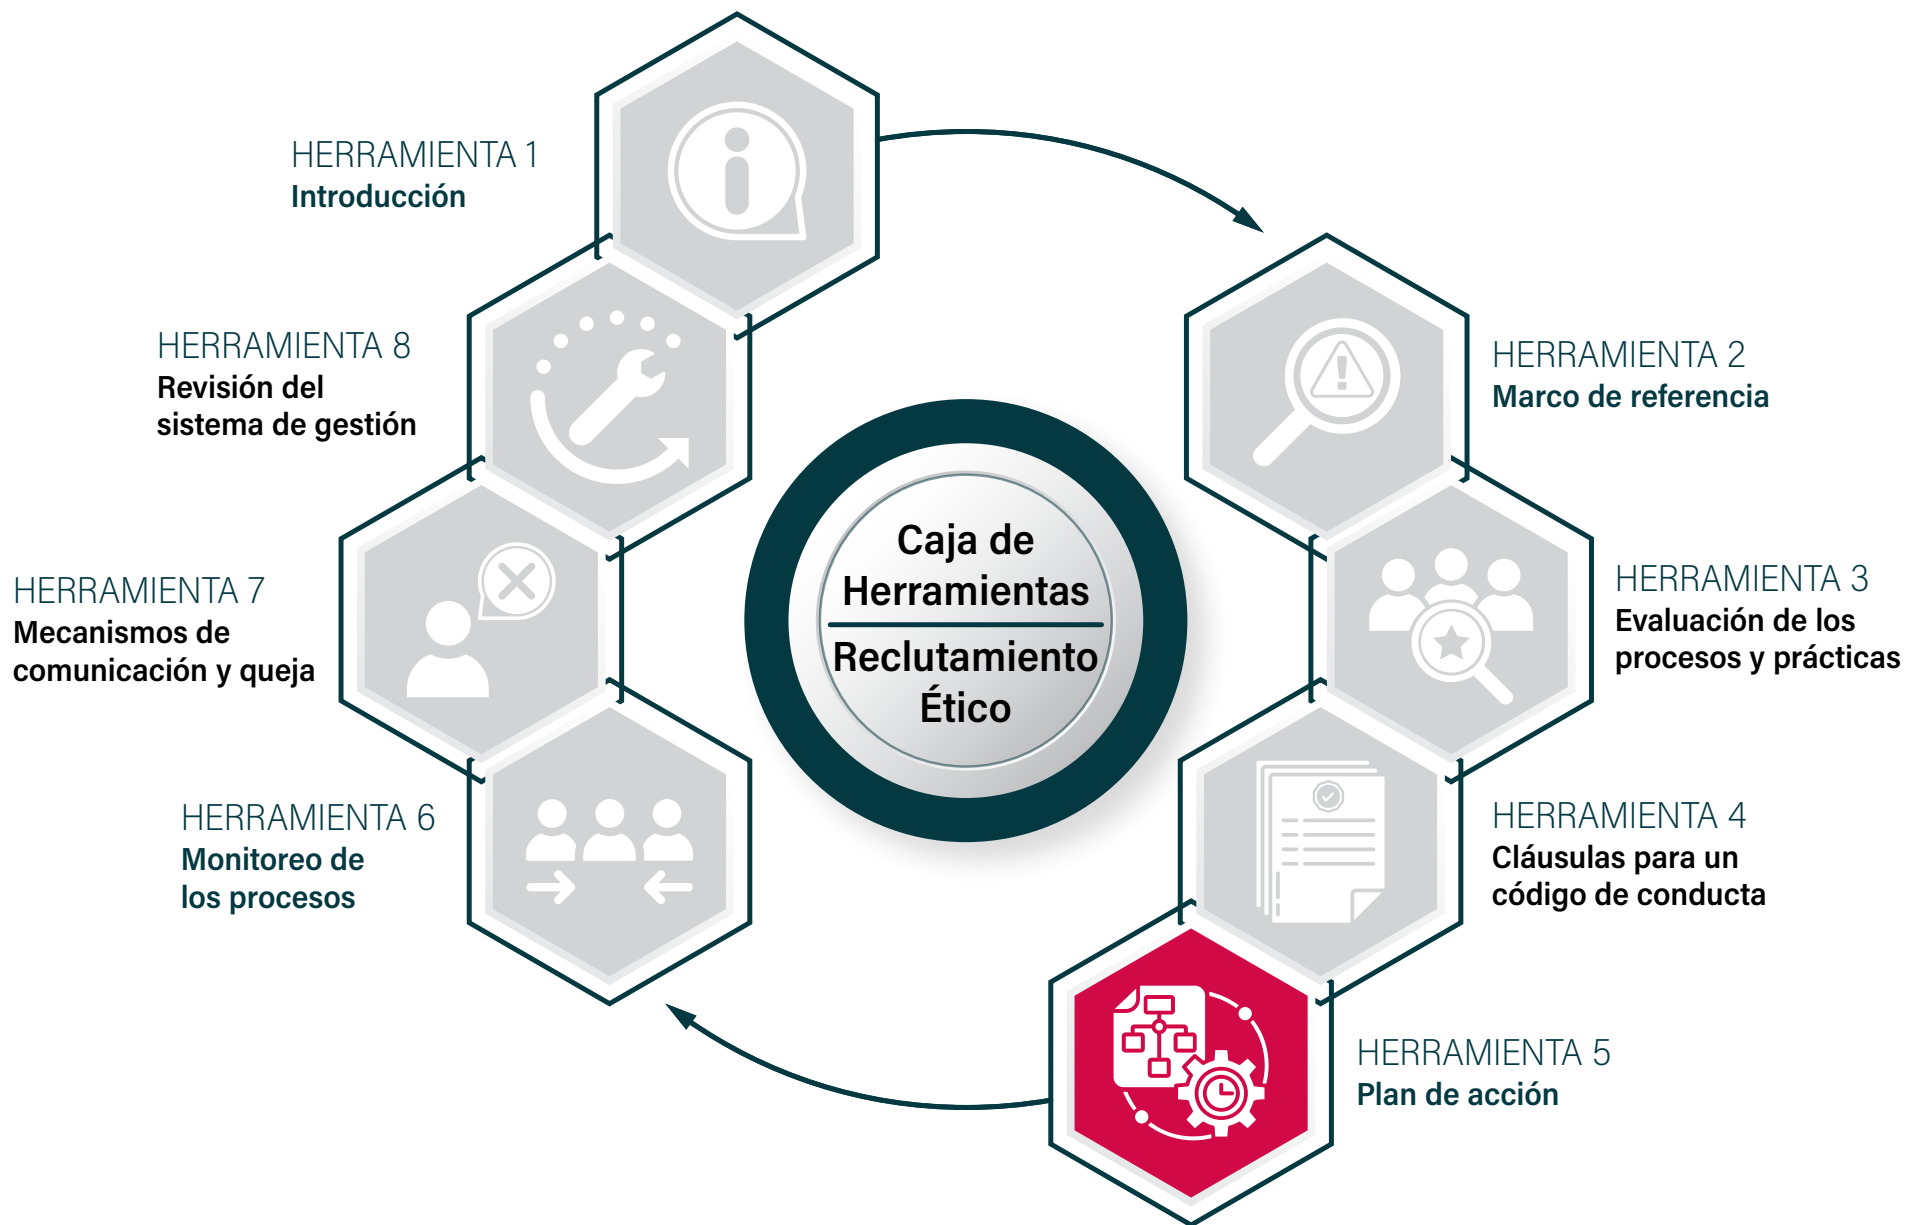 HERRAMIENTA 1
Introducción
HERRAMIENTA 2
Marco de referencia
HERRAMIENTA 3
Evaluación de los
procesos y prácticas
HERRAMIENTA 4
Cláusulas para un
código de conducta
HERRAMIENTA 5
Plan de acción
HERRAMIENTA 6
Monitoreo de
los procesos
HERRAMIENTA 7
Mecanismos de
comunicación y queja
HERRAMIENTA 8
Revisión del
sistema de gestión
Caja de
Herramientas
Reclutamiento
Ético